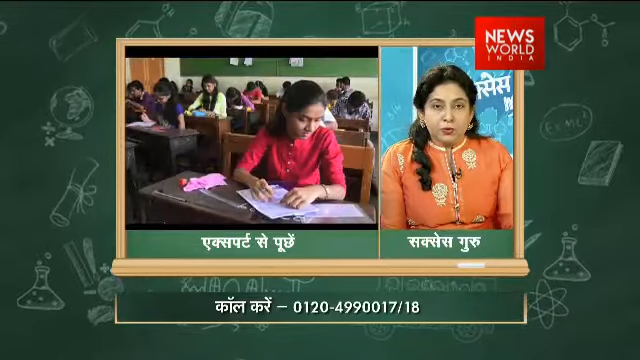 NEWS
WORLD
INDIA
एक्सपर्ट से पूछें
सक्सेस गुरु
कॉल करें – 0120-4990017/18